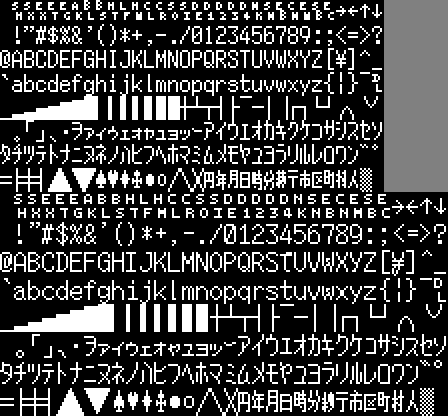 SSEEEABBHLHCCSSDDDDDNSECESE→←↑↓
HXXTQKLSTFMLROIE1234KNBNMBC
!"#$%&'()*+,-./0123456789:;<=>?
@ABCDEFGHIJKLMNOPQRSTUVWXYZ[¥]^_
`abcdefghijklmnopqrstuvwxyz{¦}~
。「」、・ヲァィゥェォャュョッーアイウエオカキクケコサシスセソ
タチツテトナニヌネノハヒフヘホマミムメモヤユヨラリルレロワン゛゜
♠♥♦♣●○╱╲╳円年月日時分秒〒市区町村人▒
SSEEEABBHLHCCSSDDDDDNSECESE→←↑↓
HXXTQKLSTFMLROIE1234KNBNMBC
!"#$%&'()*+,-./0123456789:;<=>?
@ABCDEFGHIJKLMNOPQRSTUVWXYZ[¥]^_
`abcdefghijklmnopqrstuvwxyz{¦}~
。「」、・ヲァィゥェォャュョッーアイウエオカキクケコサシスセソ
タチツテトナニヌネノハヒフヘホマミムメモヤユヨラリルレロワン゛゜
♠♥♦♣●○╱╲╳円年月日時分秒〒市区町村人▒